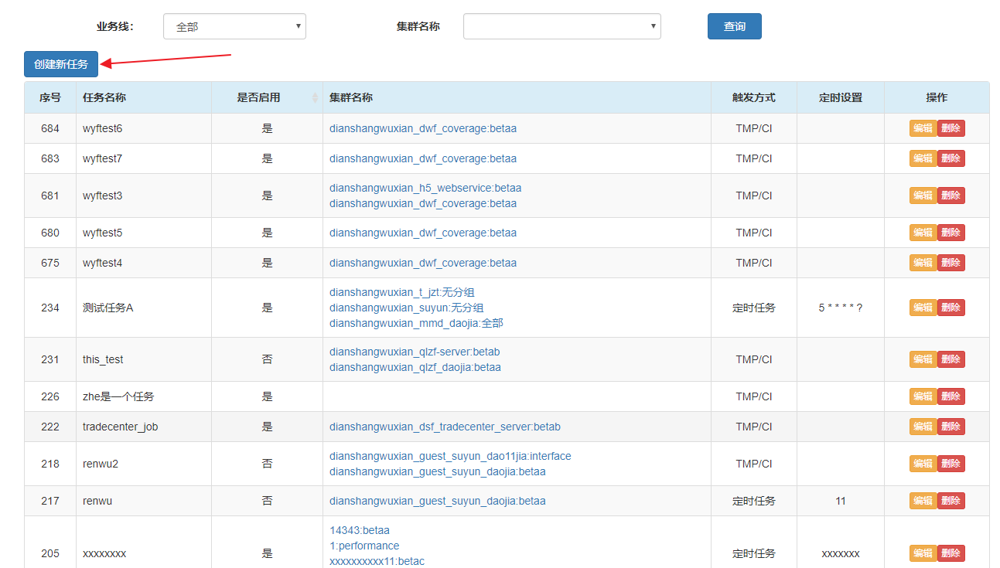 业务线: 全部 集群名称 查询
创建新任务
序号 任务名称 是否启用 集群名称 触发方式 定时设置 操作
684 wyftest6 是 dianshangwuxian_dwf_coverage:betaa TMP/CI 编辑 删除
683 wyftest7 是 dianshangwuxian_dwf_coverage:betaa TMP/CI 编辑 删除
681 wyftest3 是 dianshangwuxian_h5_webservice:betaa TMP/CI 编辑 删除
dianshangwuxian_dwf_coverage:betaa
680 wyftest5 是 dianshangwuxian_dwf_coverage:betaa TMP/CI 编辑 删除
675 wyftest4 是 dianshangwuxian_dwf_coverage:betaa TMP/CI 编辑 删除
dianshangwuxian_t_jzt:无分组
234 测试任务A 是 dianshangwuxian_suyun:无分组 定时任务 5 * * * * ? 编辑 删除
dianshangwuxian_mmd_daojia:全部
231 this_test 否 dianshangwuxian_qlzf-server:betab TMP/CI 编辑 删除
dianshangwuxian_qlzf_daojia:betaa
226 zhe是一个任务 是 TMP/CI 编辑 删除
222 tradecenter_job 是 dianshangwuxian_dsf_tradecenter_server:betab TMP/CI 编辑 删除
218 renwu2 否 dianshangwuxian_guest_suyun_dao11jia:interface TMP/CI 编辑 删除
dianshangwuxian_guest_suyun_daojia:betaa
217 renwu 否 dianshangwuxian_guest_suyun_daojia:betaa 定时任务 11 编辑 删除
14343:betaa
1:performance
205 xxxxxxxx 是 xxxxxxxxxx11:betac 定时任务 xxxxxxx 编辑 删除